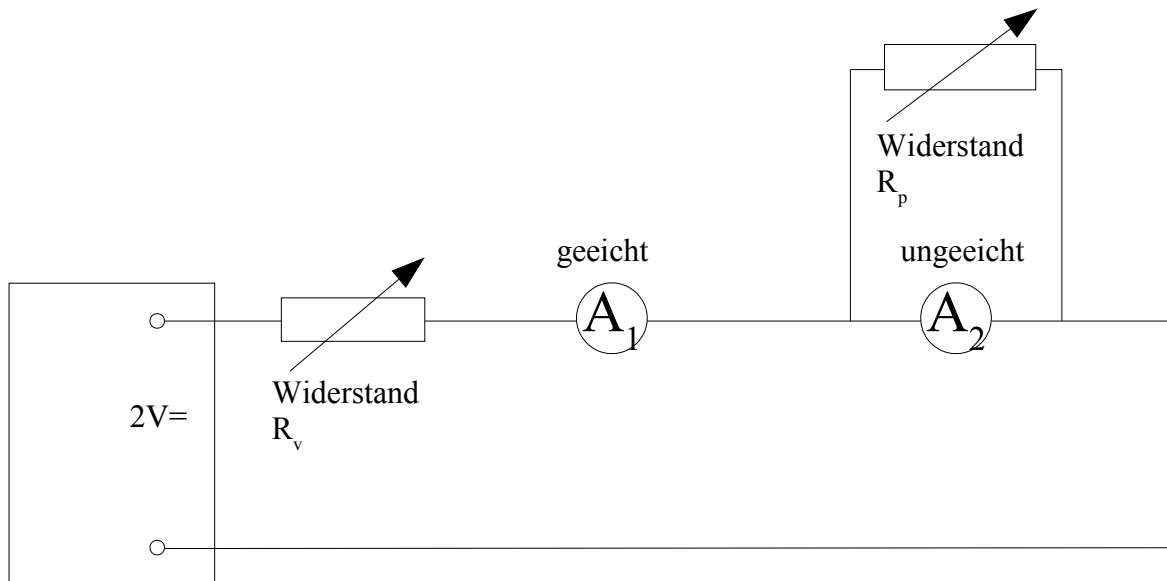 Widerstand
R_p
geeicht
ungeeicht
A_1
A_2
Widerstand
R_v
2V=